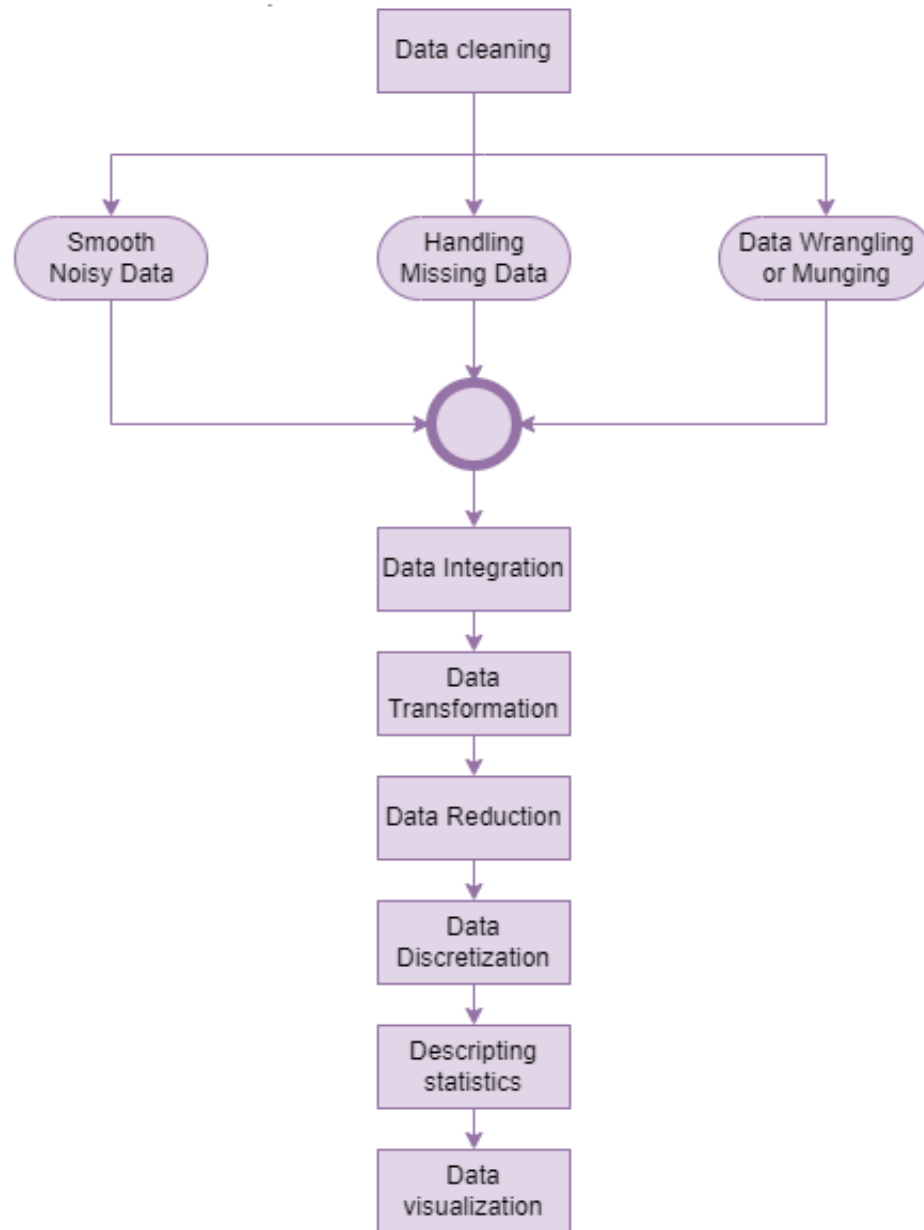 Data cleaning
Smooth
Noisy Data
Handling
Missing Data
Data Wrangling
or Munging
Data Integration
Data
Transformation
Data Reduction
Data
Discretization
Descripting
statistics
Data
visualization